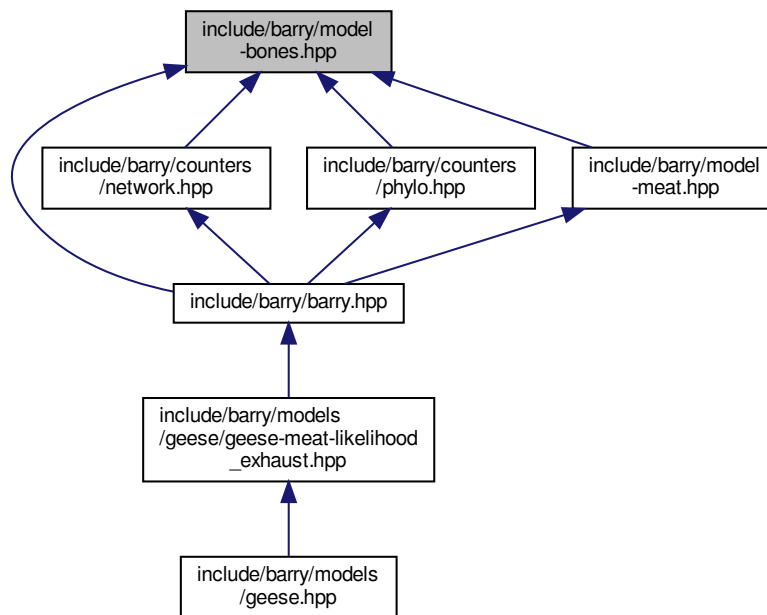 include/barry/model
-bones.hpp
include/barry/counters
/network.hpp
include/barry/counters
/phylo.hpp
include/barry/model
-meat.hpp
include/barry/barry.hpp
include/barry/models
/geese/geese-meat-likelihood
_exhaust.hpp
include/barry/models
/geese.hpp